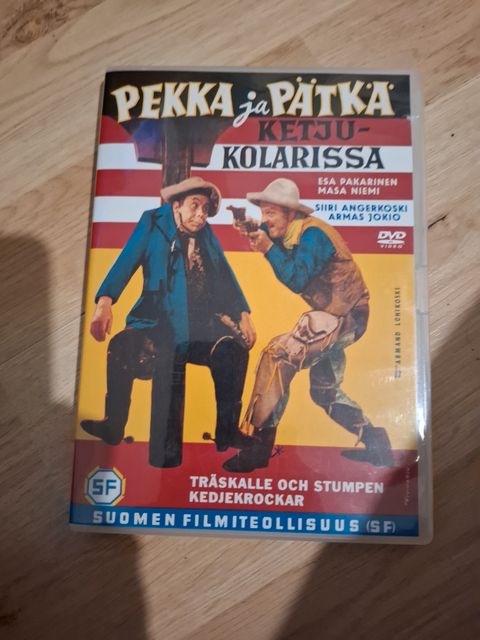 PEKKA ja PÄTKÄ
KETJU-
KOLARISSA
ESA PAKARINEN
MASA NIEMI
SIIRI ANGERKOSKI
ARMAS JOKIO
DVD
VIDEO
ARMAND LOHIKOSKI
SF
TRÄSKALLE OCH STUMPEN
KEDJEKROCKAR
SUOMEN FILMITEOLLISUUS (SF)